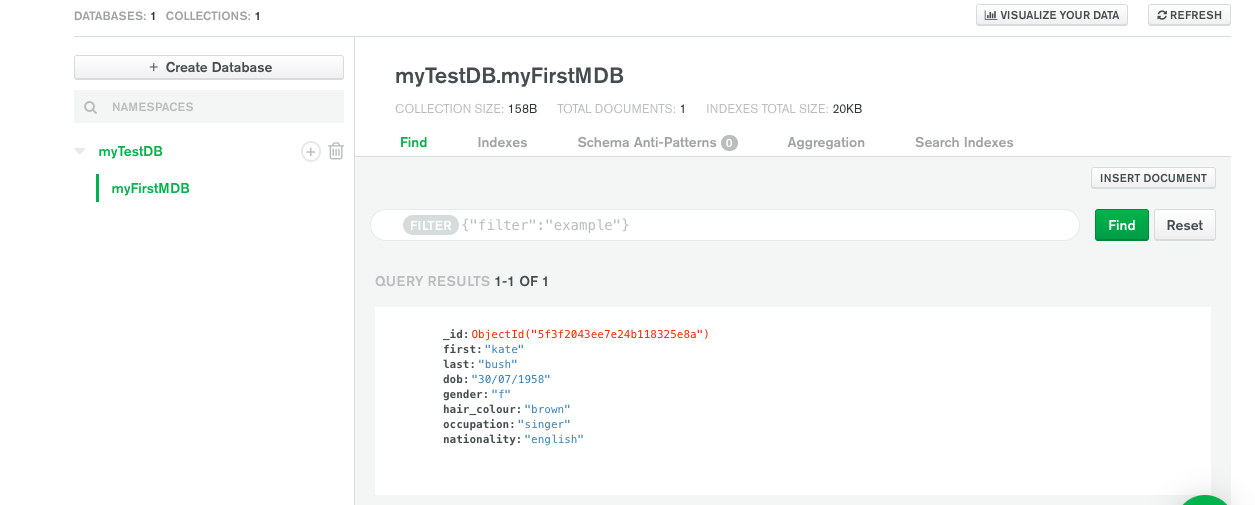 DATABASES: 1 COLLECTIONS: 1
VISUALIZE YOUR DATA
REFRESH
+ Create Database
NAMESPACES
myTestDB
myFirstMDB
myTestDB.myFirstMDB
COLLECTION SIZE: 158B TOTAL DOCUMENTS: 1 INDEXES TOTAL SIZE: 20KB
Find Indexes Schema Anti-Patterns 0 Aggregation Search Indexes
INSERT DOCUMENT
FILTER {"filter":"example"}
Find Reset
QUERY RESULTS 1-1 OF 1
_id: ObjectId("5f3f2043ee7e24b118325e8a")
first: "kate"
last: "bush"
dob: "30/07/1958"
gender: "f"
hair_colour: "brown"
occupation: "singer"
nationality: "english"